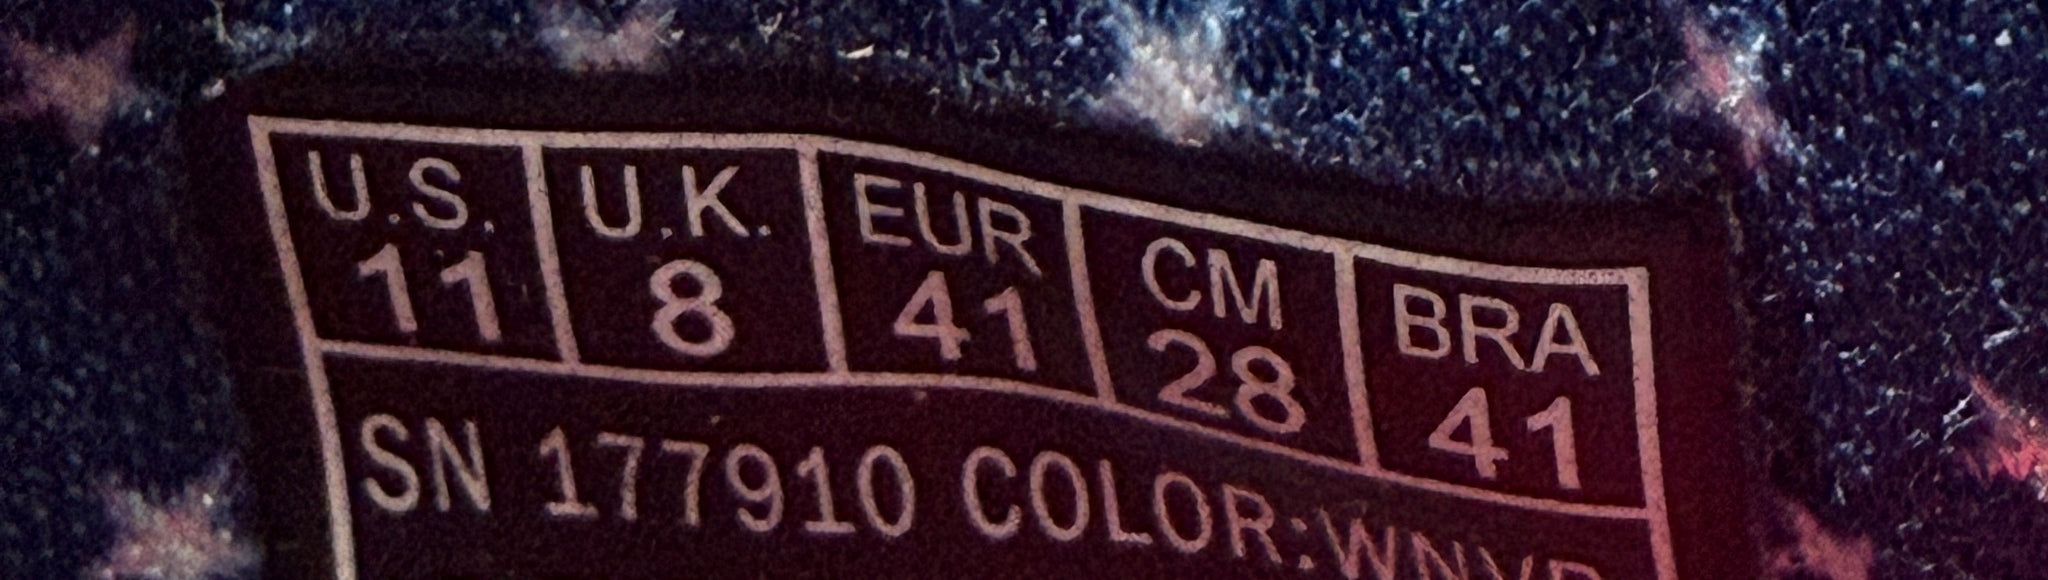 U.S. U.K. EUR CM BRA
11 8 41 28 41
SN 177910 COLOR: